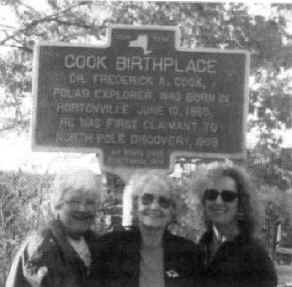 COOK BIRTHPLACE
DR. FREDERICK A. COOK,
POLAR EXPLORER, WAS BORN IN
HORTONVILLE JUNE 10, 1865.
HE WAS FIRST CLAIMANT TO
NORTH POLE DISCOVERY, 1908